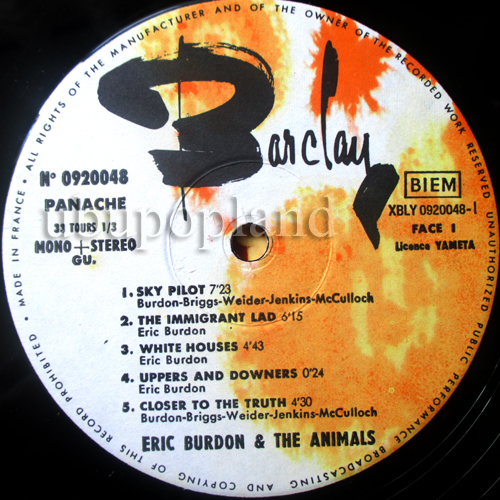 • ALL RIGHTS OF THE MANUFACTURER AND OF THE OWNER OF THE RECORDED WORK RESERVED UNAUTHORIZED PUBLIC PERFORMANCE BROADCASTING AND COPYING OF THIS RECORD PROHIBITED • MADE IN FRANCE
Barclay
N° 0920048
PANACHE
33 TOURS 1/3
MONO + STEREO
GU.
BIEM
XBLY 0920048-1
FACE 1
Licence YAMETA
ubupopland
1. SKY PILOT 7'23
Burdon-Briggs-Weider-Jenkins-McCulloch
2. THE IMMIGRANT LAD 6'15
Eric Burdon
3. WHITE HOUSES 4'43
Eric Burdon
4. UPPERS AND DOWNERS 0'24
Eric Burdon
5. CLOSER TO THE TRUTH 4'30
Burdon-Briggs-Weider-Jenkins-McCulloch
ERIC BURDON & THE ANIMALS